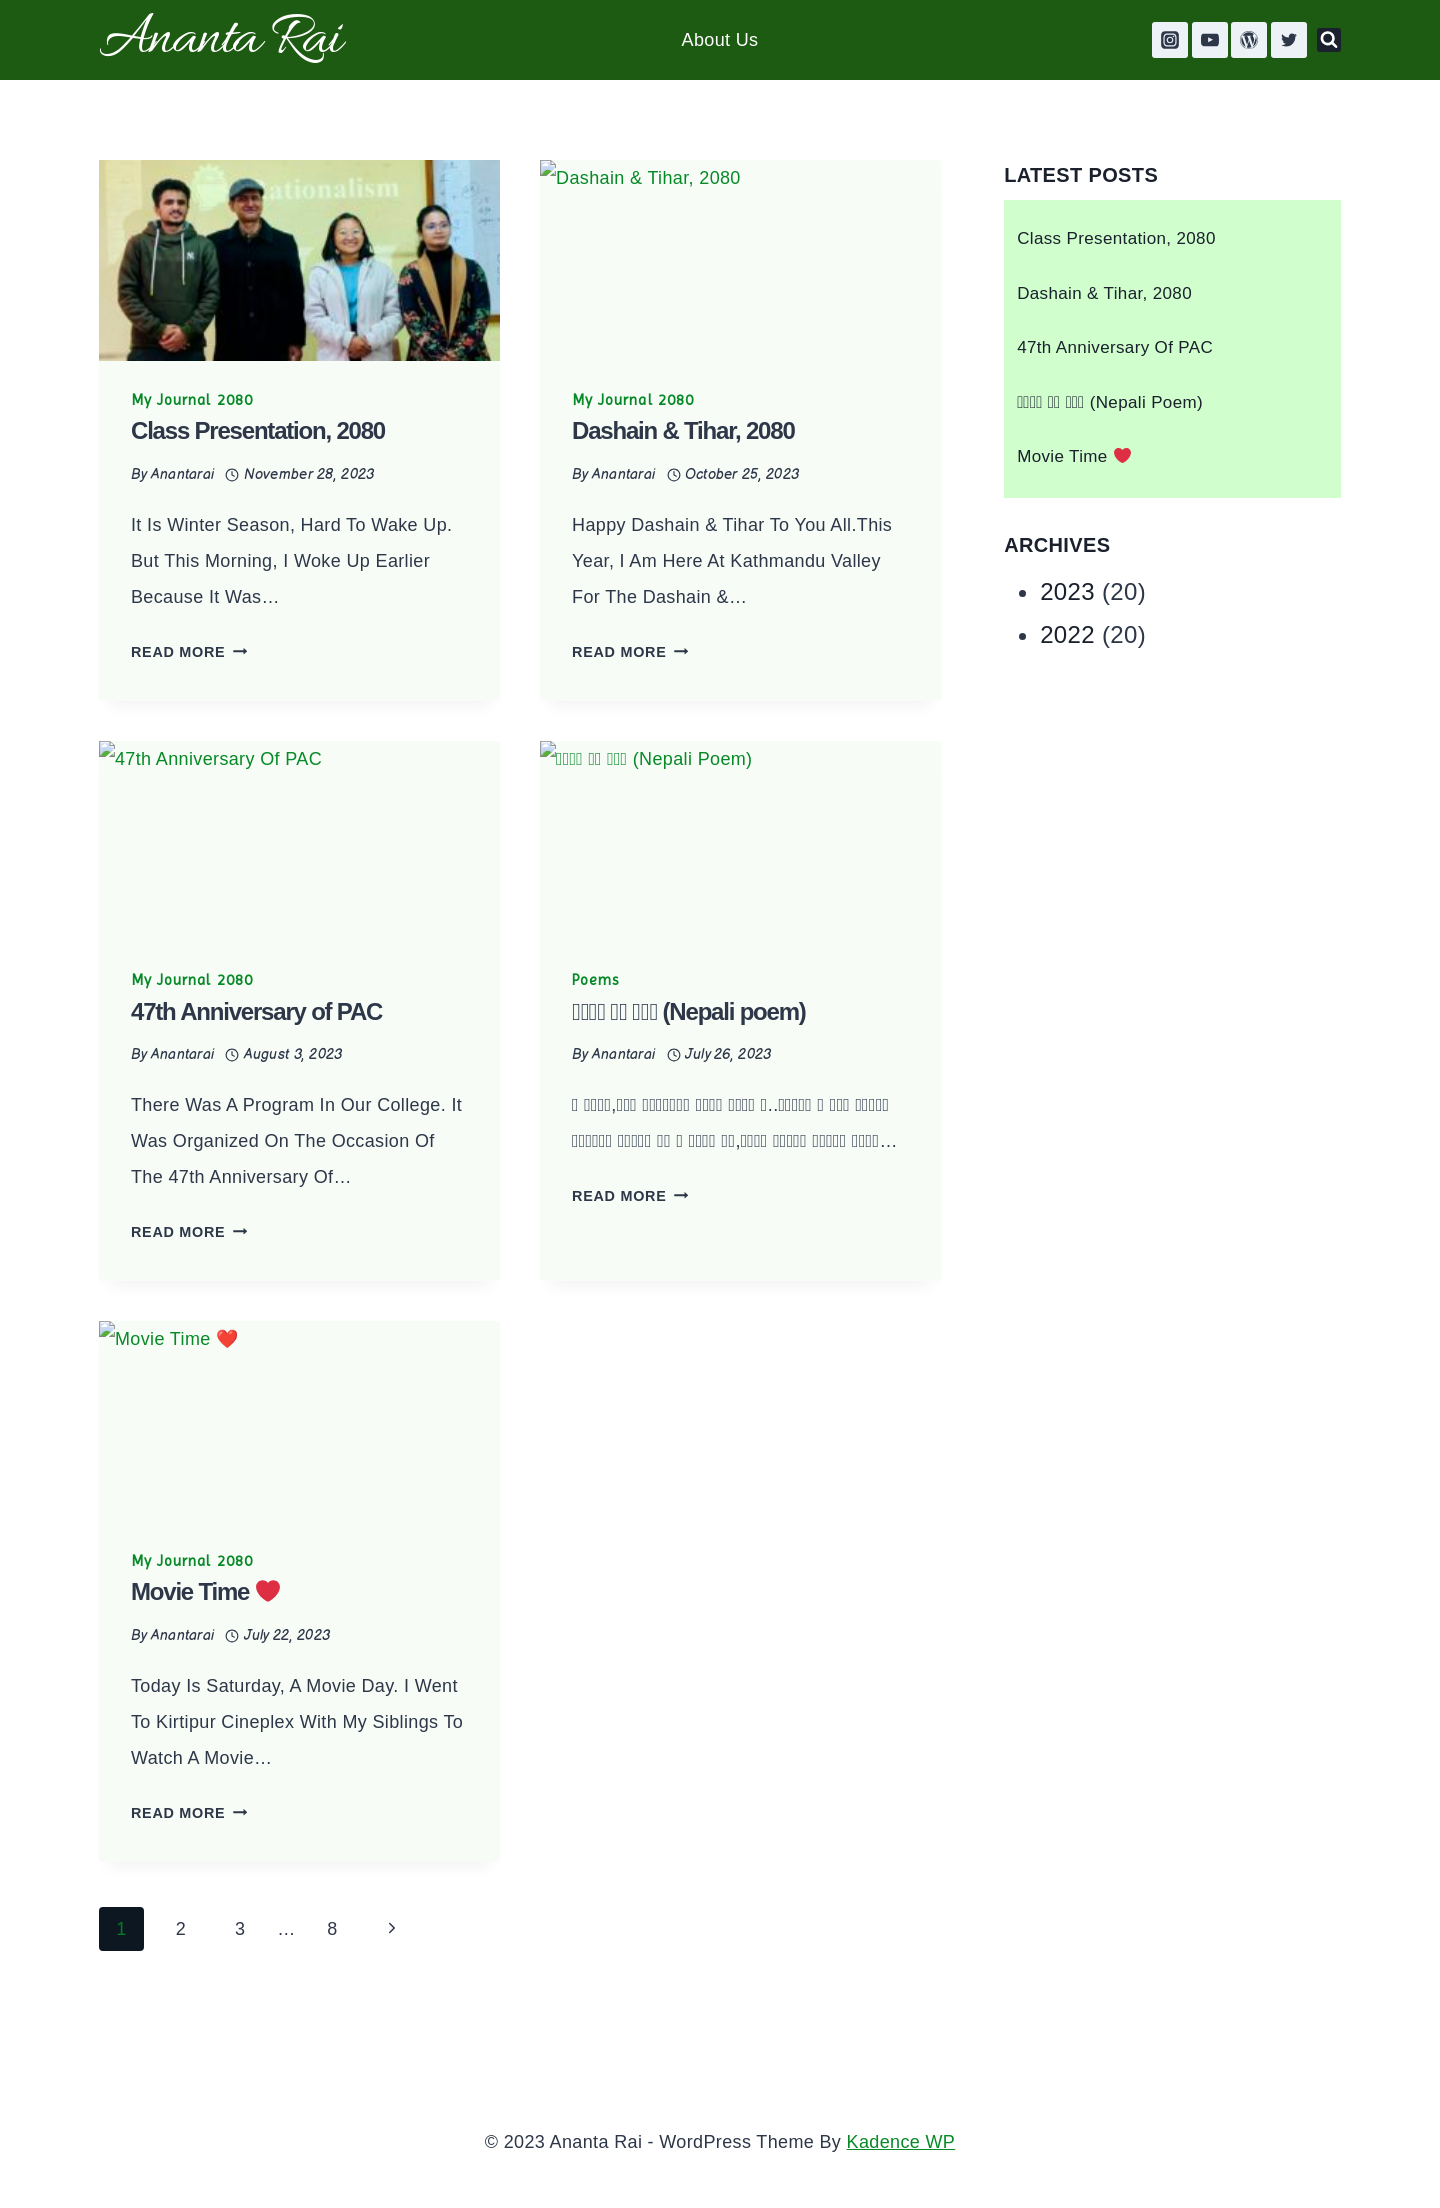 Ananta Rai
About Us
ationalism
My Journal 2080
Class Presentation, 2080
By Anantarai November 28, 2023
It Is Winter Season, Hard To Wake Up.
But This Morning, I Woke Up Earlier
Because It Was…
READ MORE
Dashain & Tihar, 2080
My Journal 2080
Dashain & Tihar, 2080
By Anantarai October 25, 2023
Happy Dashain & Tihar To You All.This
Year, I Am Here At Kathmandu Valley
For The Dashain &…
READ MORE
47th Anniversary Of PAC
My Journal 2080
47th Anniversary of PAC
By Anantarai August 3, 2023
There Was A Program In Our College. It
Was Organized On The Occasion Of
The 47th Anniversary Of…
READ MORE
(Nepali Poem)
Poems
(Nepali poem)
By Anantarai July 26, 2023
READ MORE
Movie Time ❤️
My Journal 2080
Movie Time ❤️
By Anantarai July 22, 2023
Today Is Saturday, A Movie Day. I Went
To Kirtipur Cineplex With My Siblings To
Watch A Movie…
READ MORE
1 2 3 … 8
LATEST POSTS
Class Presentation, 2080
Dashain & Tihar, 2080
47th Anniversary Of PAC
(Nepali Poem)
Movie Time ❤️
ARCHIVES
2023 (20)
2022 (20)
© 2023 Ananta Rai - WordPress Theme By Kadence WP